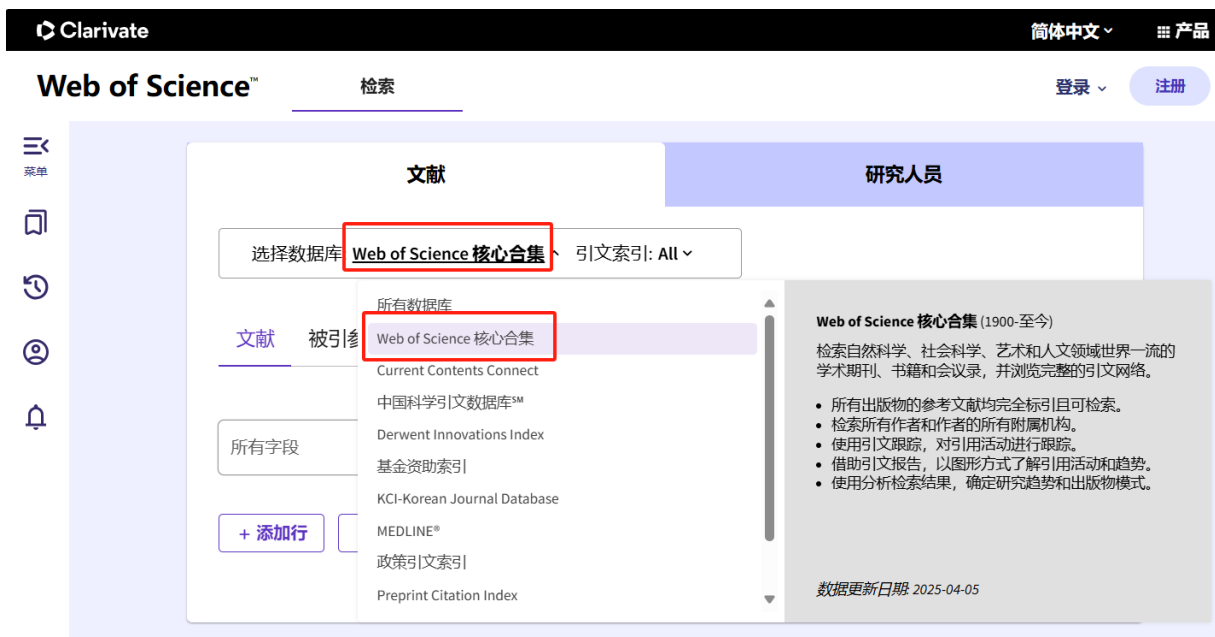 Clarivate
简体中文
产品
Web of Science™
检索
登录
注册
菜单
文献
研究人员
选择数据库 Web of Science 核心合集 引文索引: All
所有数据库
Web of Science 核心合集
Current Contents Connect
中国科学引文数据库℠
Derwent Innovations Index
基金资助索引
KCI-Korean Journal Database
MEDLINE®
政策引文索引
Preprint Citation Index
文献
被引参
所有字段
+ 添加行
Web of Science 核心合集 (1900-至今)
检索自然科学、社会科学、艺术和人文领域世界一流的
学术期刊、书籍和会议录，并浏览完整的引文网络。
• 所有出版物的参考文献均完全标引且可检索。
• 检索所有作者和作者的所有附属机构。
• 使用引文跟踪，对引用活动进行跟踪。
• 借助引文报告，以图形方式了解引用活动和趋势。
• 使用分析检索结果，确定研究趋势和出版物模式。
数据更新日期: 2025-04-05